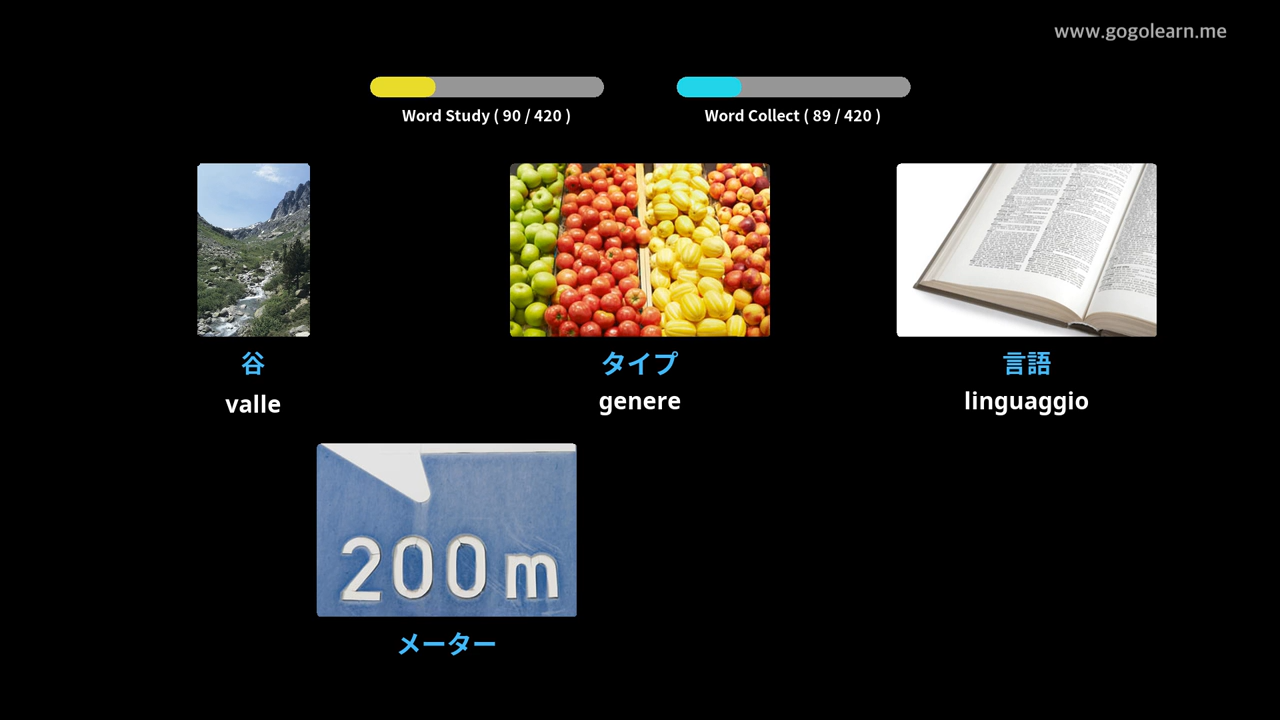 www.gogolearn.me
Word Study ( 90 / 420 )
Word Collect ( 89 / 420 )
谷
valle
タイプ
genere
言語
linguaggio
200 m
メーター